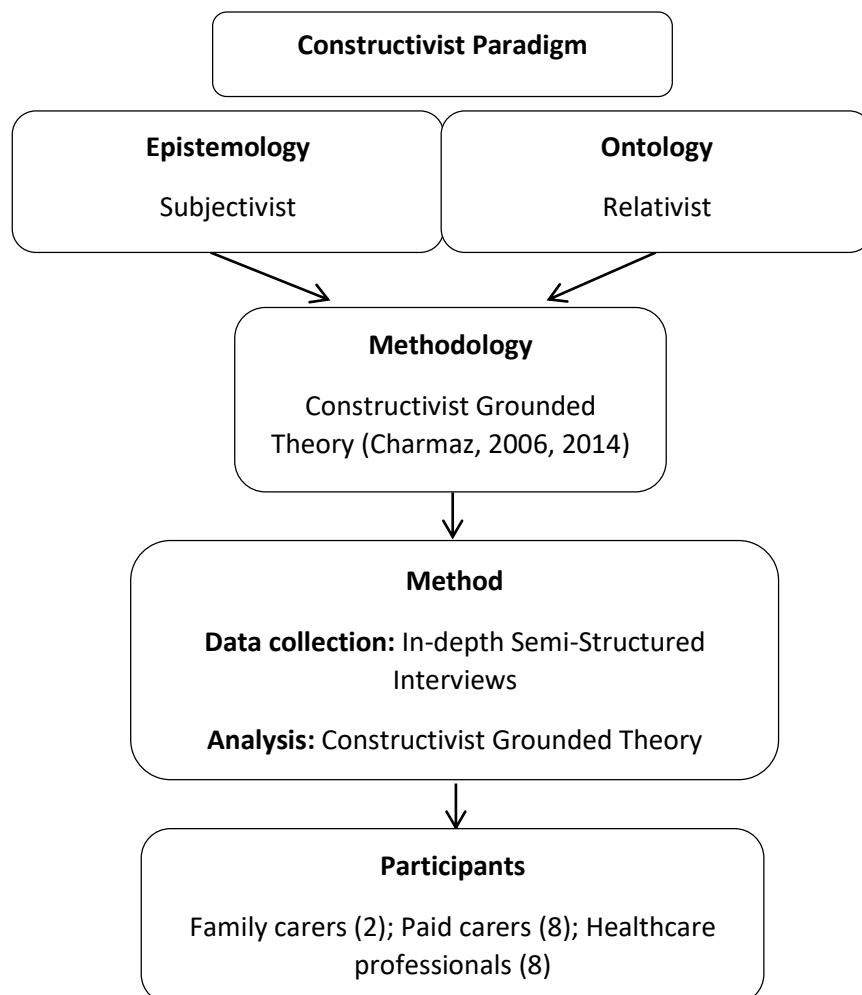 Constructivist Paradigm
Epistemology
Subjectivist
Ontology
Relativist
Methodology
Constructivist Grounded
Theory (Charmaz, 2006, 2014)
Method
Data collection: In-depth Semi-Structured
Interviews
Analysis: Constructivist Grounded Theory
Participants
Family carers (2); Paid carers (8); Healthcare
professionals (8)